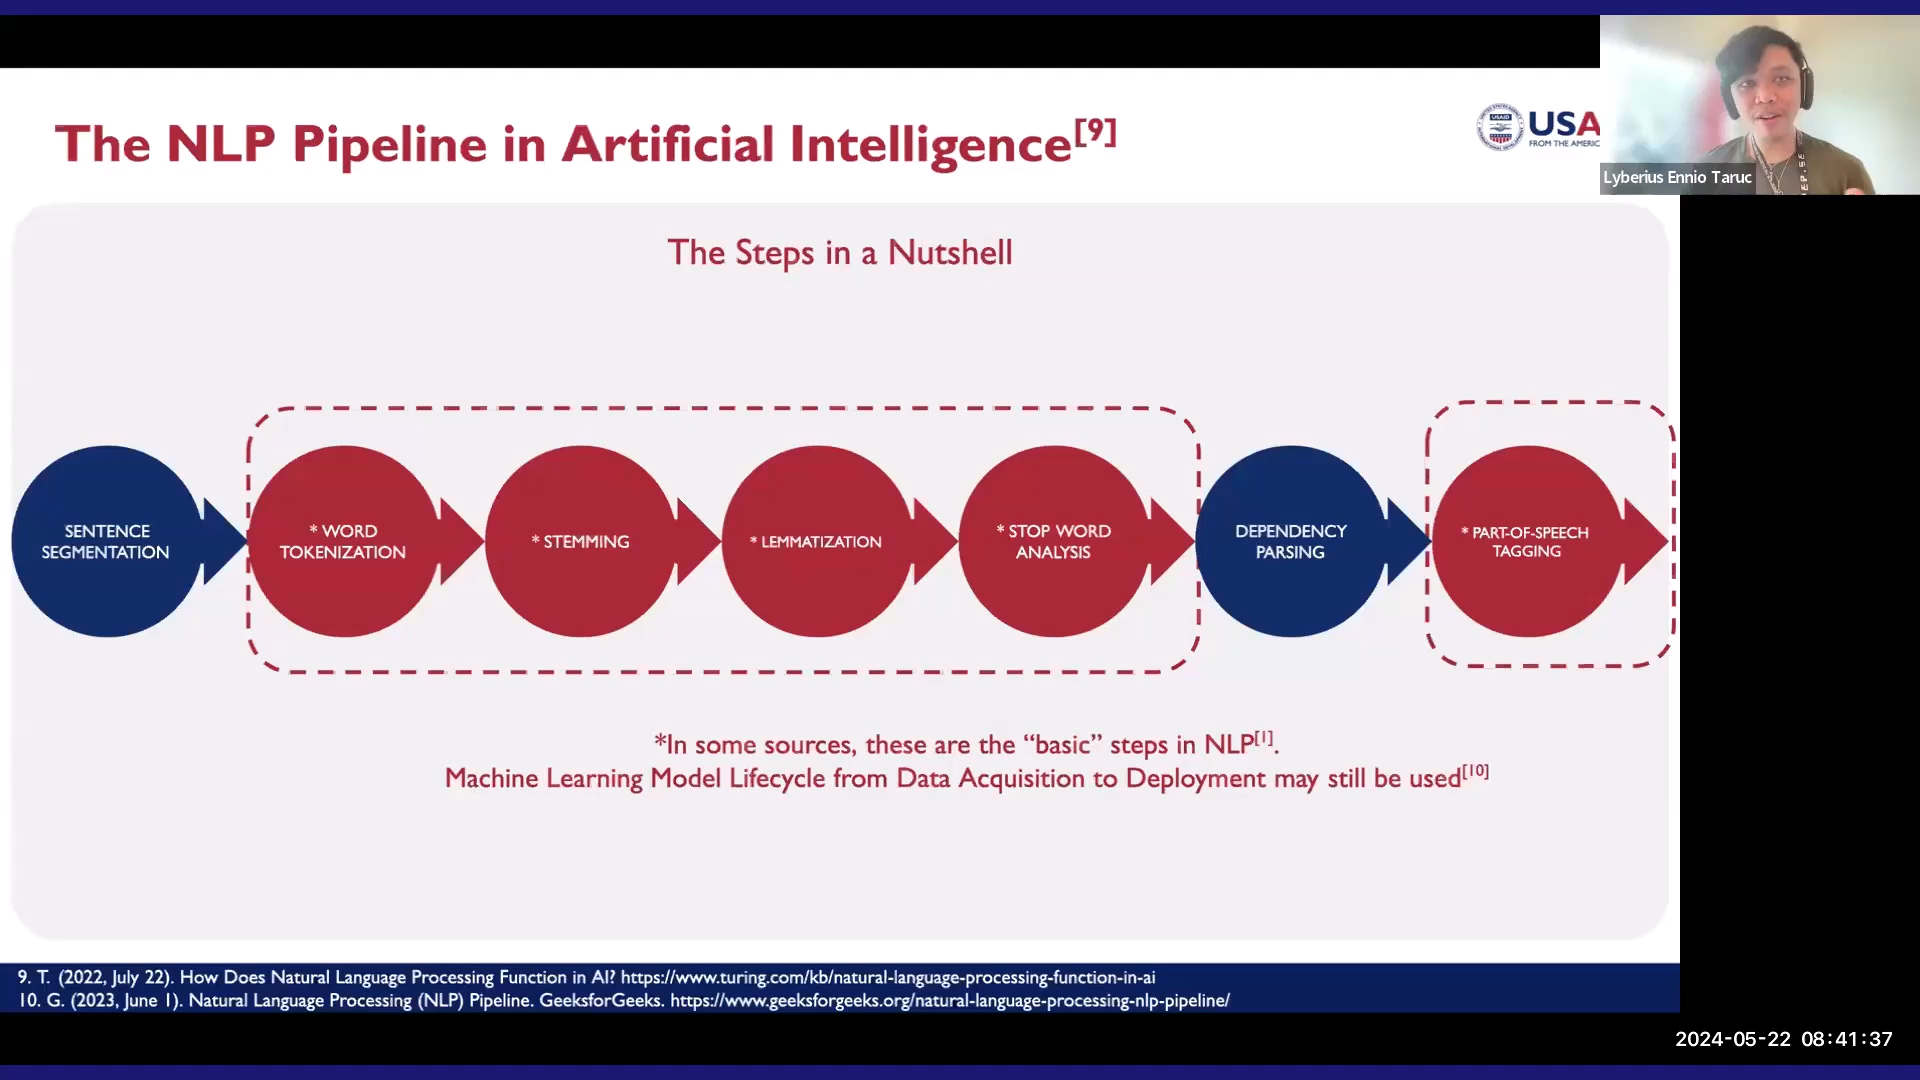 The NLP Pipeline in Artificial Intelligence[9]
USAID
USA
FROM THE AMERIC
Lyberius Ennio Taruc
The Steps in a Nutshell
SENTENCE
SEGMENTATION
* WORD
TOKENIZATION
* STEMMING
* LEMMATIZATION
* STOP WORD
ANALYSIS
DEPENDENCY
PARSING
* PART-OF-SPEECH
TAGGING
*In some sources, these are the “basic” steps in NLP[1].
Machine Learning Model Lifecycle from Data Acquisition to Deployment may still be used[10]
9. T. (2022, July 22). How Does Natural Language Processing Function in AI? https://www.turing.com/kb/natural-language-processing-function-in-ai
10. G. (2023, June 1). Natural Language Processing (NLP) Pipeline. GeeksforGeeks. https://www.geeksforgeeks.org/natural-language-processing-nlp-pipeline/
2024-05-22 08:41:37